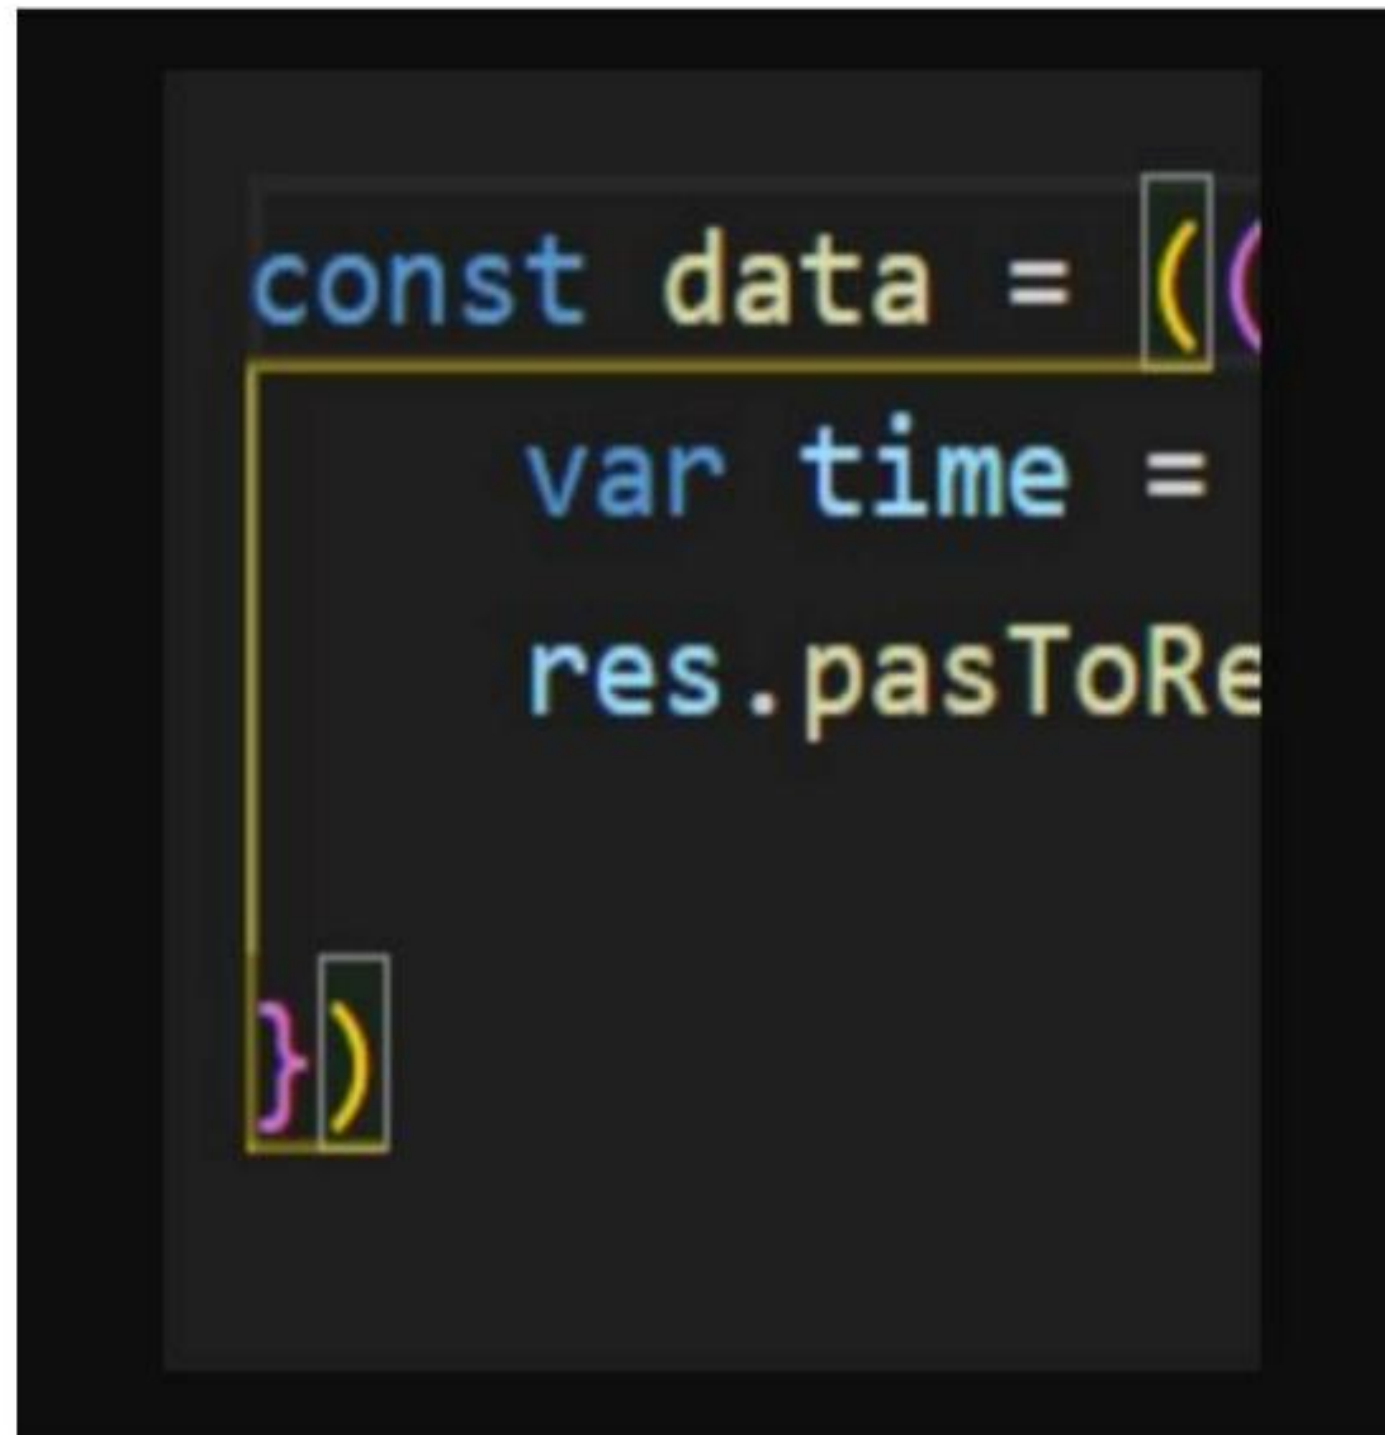 const data = ((
var time =
res.pasToRe
})